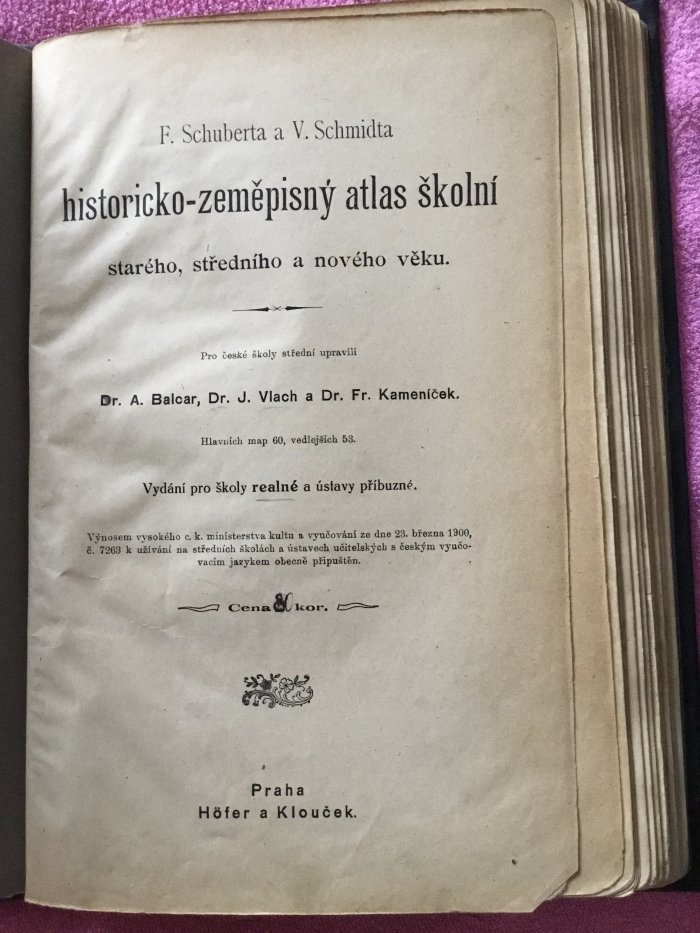 F. Schuberta a V. Schmidta
historicko-zeměpisný atlas školní
starého, středního a nového věku.
Pro české školy střední upravili
Dr. A. Balcar, Dr. J. Vlach a Dr. Fr. Kameníček.
Hlavních map 60, vedlejších 53.
Vydání pro školy realné a ústavy příbuzné.
Výnosem vysokého c. k. ministerstva kultu a vyučování ze dne 23. března 1900,
č. 7263 k užívání na středních školách a ústavech učitelských s českým vyučo-
vacím jazykem obecně připuštěn.
Cena kor.
Praha
Höfer a Klouček.